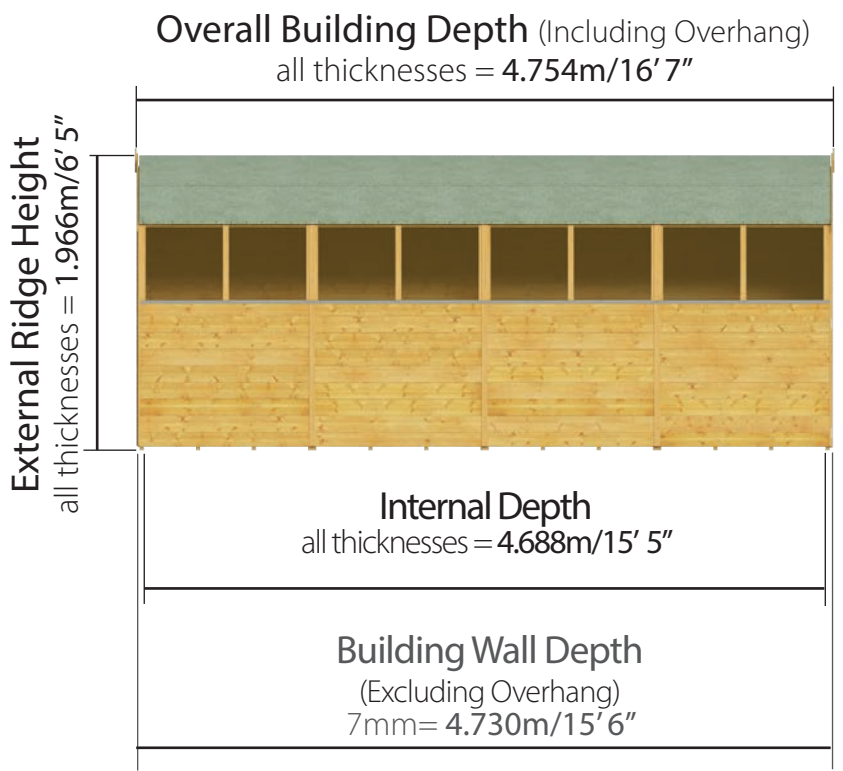 Overall Building Depth (Including Overhang)
all thicknesses = 4.754m/16' 7"
External Ridge Height
all thicknesses = 1.966m/6' 5"
Internal Depth
all thicknesses = 4.688m/15' 5"
Building Wall Depth
(Excluding Overhang)
7mm= 4.730m/15' 6"